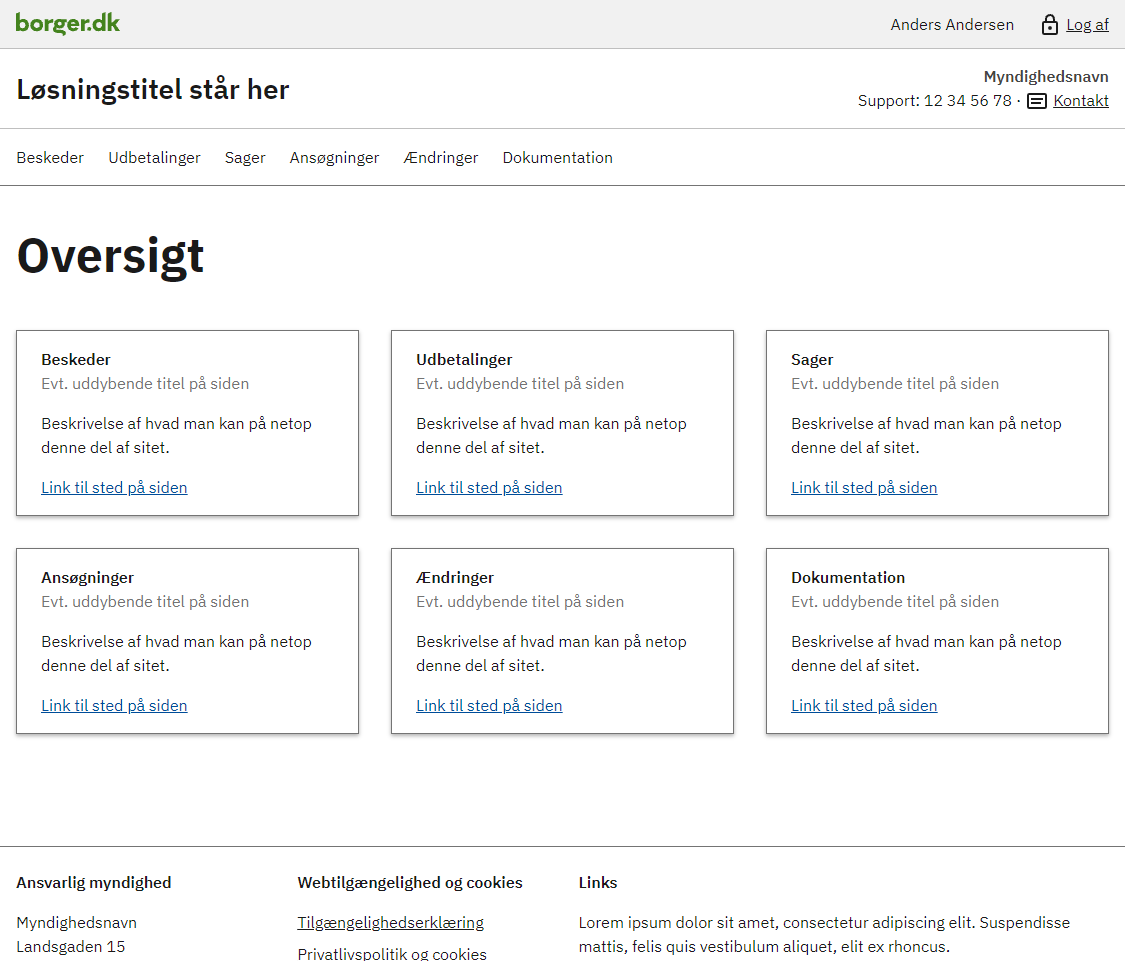 borger.dk
Anders Andersen
Log af
Løsningstitel står her
Myndighedsnavn
Support: 12 34 56 78 · Kontakt
Beskeder Udbetalinger Sager Ansøgninger Ændringer Dokumentation
Oversigt
Beskeder
Evt. uddybende titel på siden
Beskrivelse af hvad man kan på netop
denne del af sitet.
Link til sted på siden
Udbetalinger
Evt. uddybende titel på siden
Beskrivelse af hvad man kan på netop
denne del af sitet.
Link til sted på siden
Sager
Evt. uddybende titel på siden
Beskrivelse af hvad man kan på netop
denne del af sitet.
Link til sted på siden
Ansøgninger
Evt. uddybende titel på siden
Beskrivelse af hvad man kan på netop
denne del af sitet.
Link til sted på siden
Ændringer
Evt. uddybende titel på siden
Beskrivelse af hvad man kan på netop
denne del af sitet.
Link til sted på siden
Dokumentation
Evt. uddybende titel på siden
Beskrivelse af hvad man kan på netop
denne del af sitet.
Link til sted på siden
Ansvarlig myndighed
Myndighedsnavn
Landsgaden 15
Webtilgængelighed og cookies
Tilgængelighedserklæring
Privatlivspolitik og cookies
Links
Lorem ipsum dolor sit amet, consectetur adipiscing elit. Suspendisse
mattis, felis quis vestibulum aliquet, elit ex rhoncus.